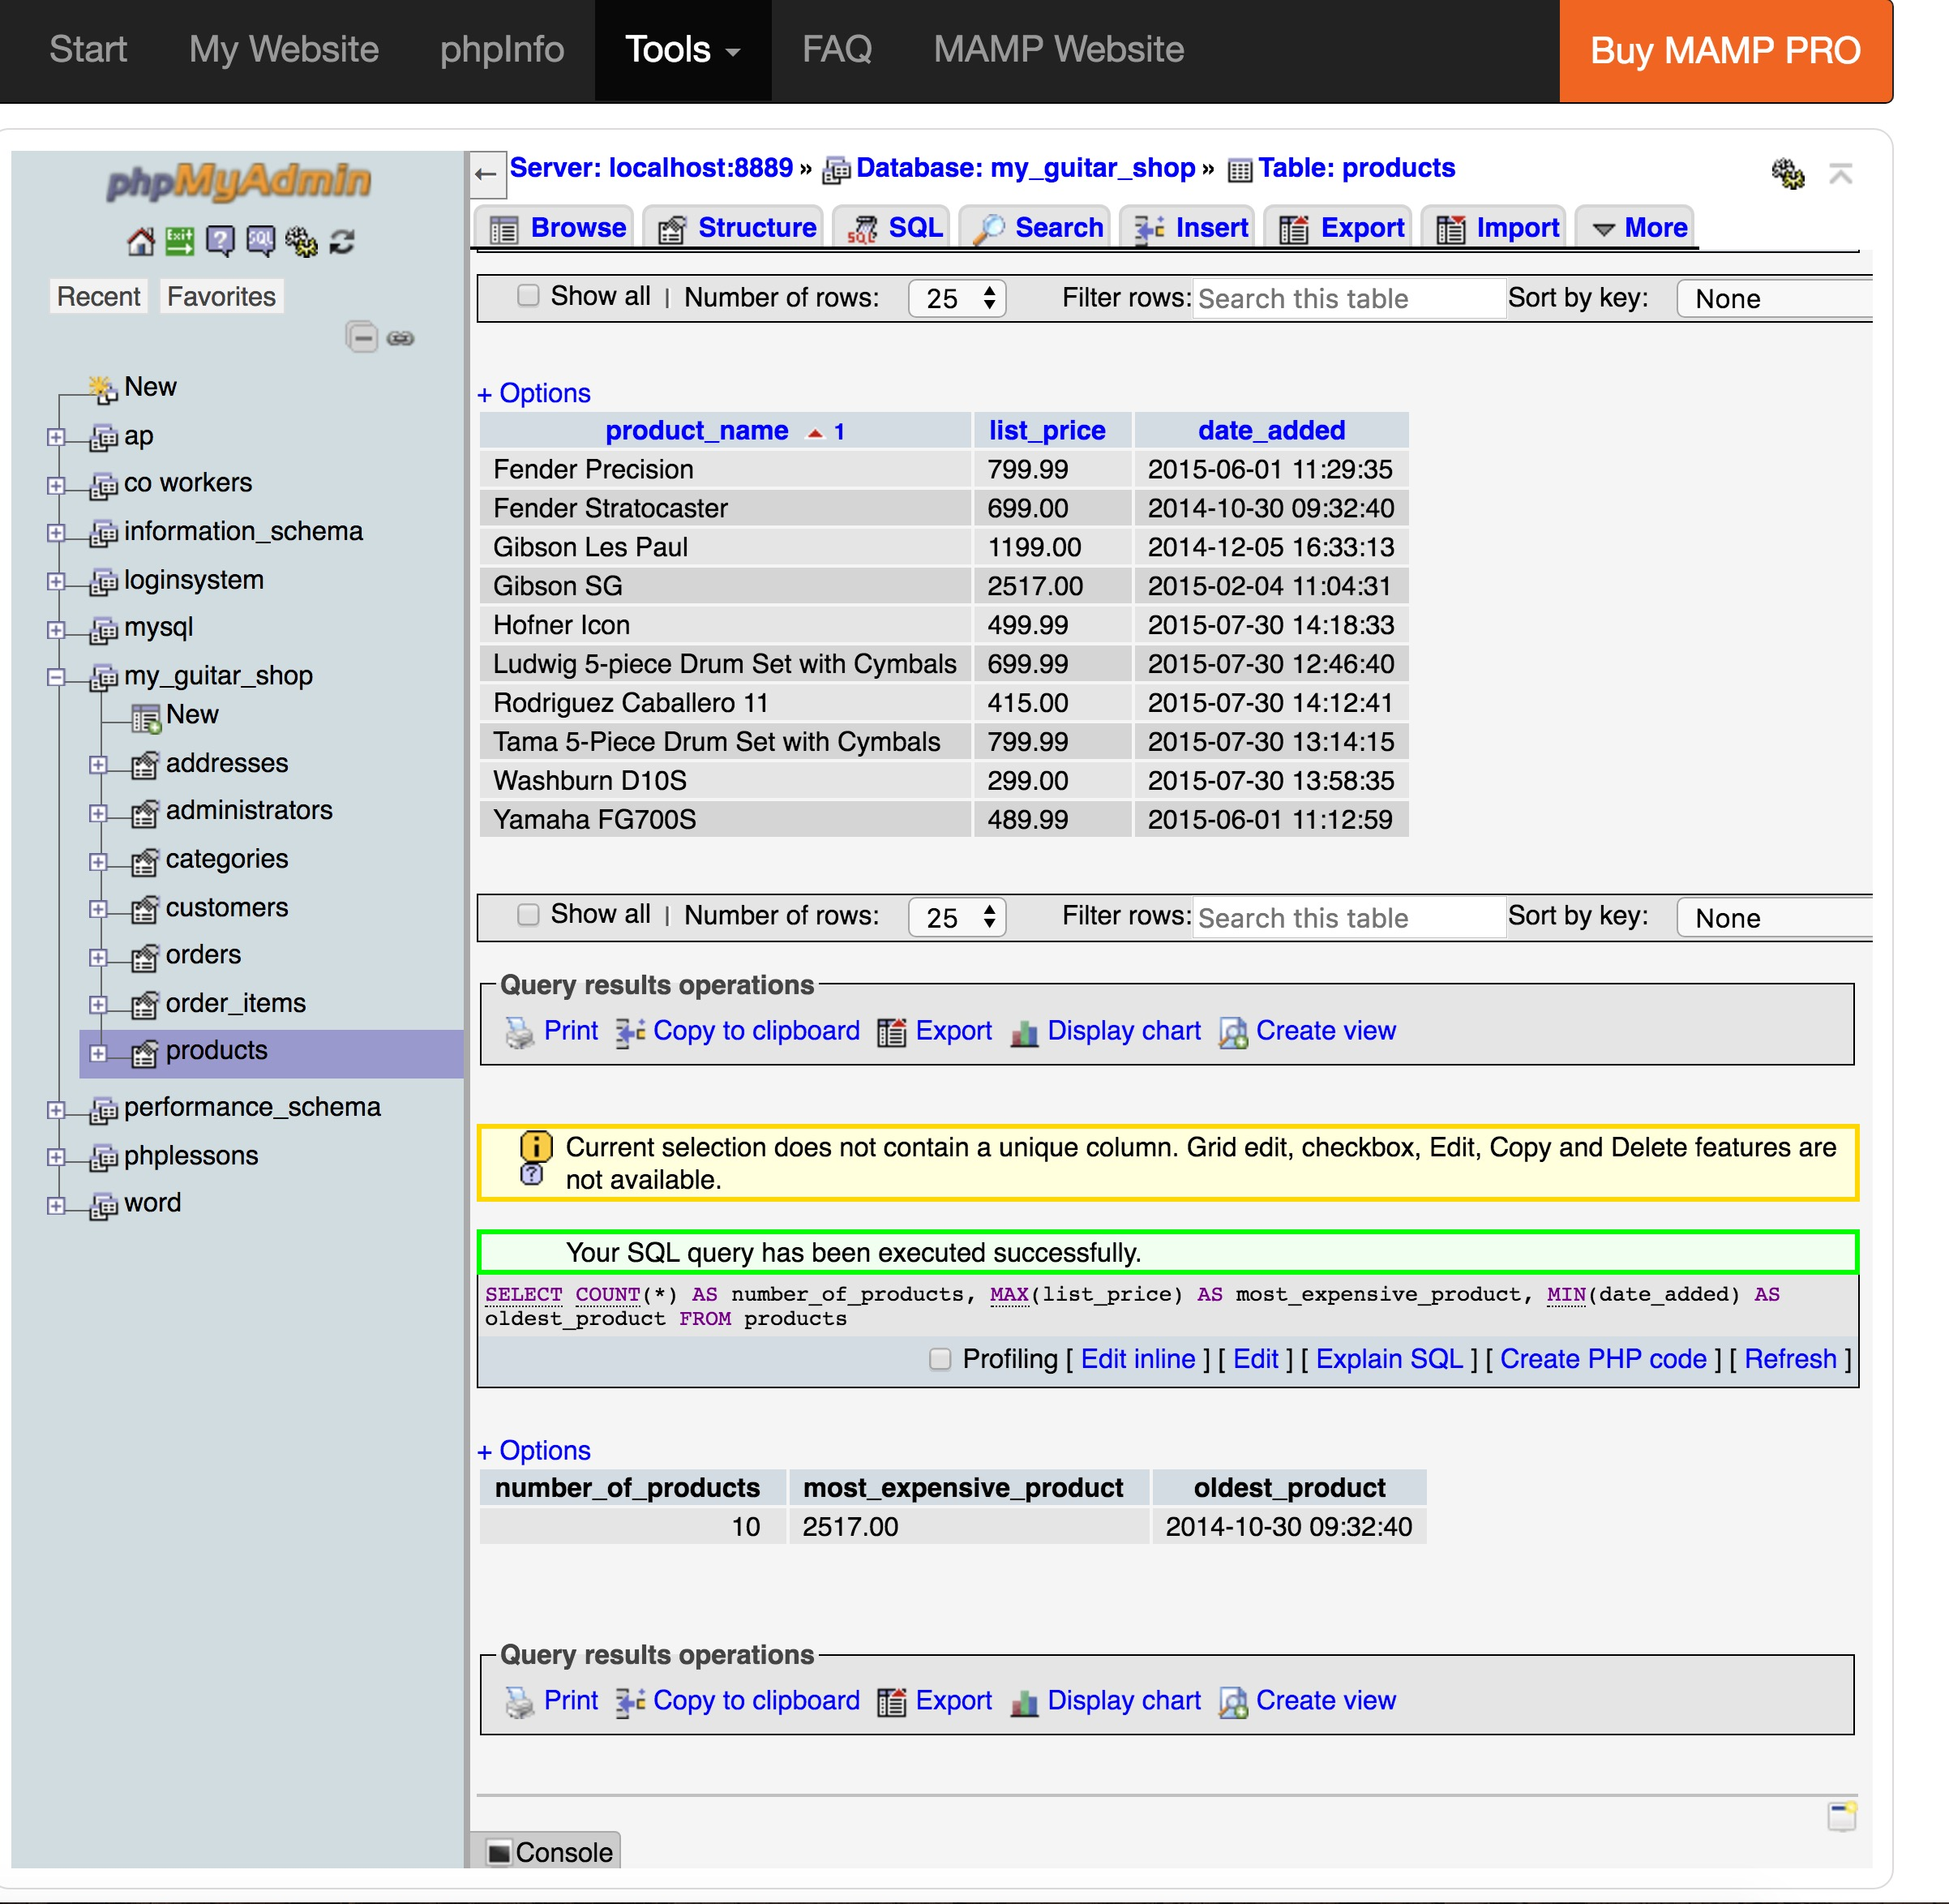 Start My Website phpInfo Tools FAQ MAMP Website Buy MAMP PRO
phpMyAdmin
Exit ? SQL
Recent Favorites
New
ap
co workers
information_schema
loginsystem
mysql
my_guitar_shop
New
addresses
administrators
categories
customers
orders
order_items
products
performance_schema
phplessons
word
Server: localhost:8889 » Database: my_guitar_shop » Table: products
Browse Structure SQL Search Insert Export Import More
Show all | Number of rows: 25 Filter rows: Search this table Sort by key: None
+ Options
product_name 1 list_price date_added
Fender Precision 799.99 2015-06-01 11:29:35
Fender Stratocaster 699.00 2014-10-30 09:32:40
Gibson Les Paul 1199.00 2014-12-05 16:33:13
Gibson SG 2517.00 2015-02-04 11:04:31
Hofner Icon 499.99 2015-07-30 14:18:33
Ludwig 5-piece Drum Set with Cymbals 699.99 2015-07-30 12:46:40
Rodriguez Caballero 11 415.00 2015-07-30 14:12:41
Tama 5-Piece Drum Set with Cymbals 799.99 2015-07-30 13:14:15
Washburn D10S 299.00 2015-07-30 13:58:35
Yamaha FG700S 489.99 2015-06-01 11:12:59
Show all | Number of rows: 25 Filter rows: Search this table Sort by key: None
Query results operations
Print Copy to clipboard Export Display chart Create view
Current selection does not contain a unique column. Grid edit, checkbox, Edit, Copy and Delete features are
not available.
Your SQL query has been executed successfully.
SELECT COUNT(*) AS number_of_products, MAX(list_price) AS most_expensive_product, MIN(date_added) AS
oldest_product FROM products
Profiling [ Edit inline ] [ Edit ] [ Explain SQL ] [ Create PHP code ] [ Refresh ]
+ Options
number_of_products most_expensive_product oldest_product
10 2517.00 2014-10-30 09:32:40
Query results operations
Print Copy to clipboard Export Display chart Create view
Console